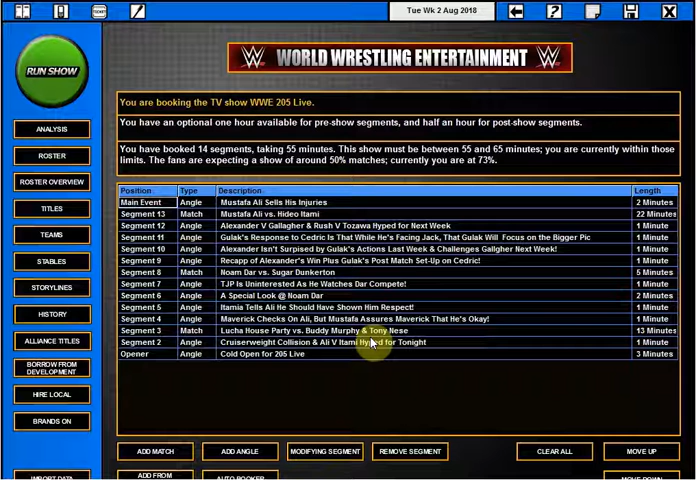 TICKET
Tue Wk 2 Aug 2018
?
RUN SHOW
W WORLD WRESTLING ENTERTAINMENT W
You are booking the TV show WWE 205 Live.
You have an optional one hour available for pre-show segments, and half an hour for post-show segments.
You have booked 14 segments, taking 55 minutes. This show must be between 55 and 65 minutes; you are currently within those
limits. The fans are expecting a show of around 50% matches; currently you are at 73%.
ANALYSIS
ROSTER
ROSTER OVERVIEW
TITLES
TEAMS
STABLES
STORYLINES
HISTORY
ALLIANCE TITLES
BORROW FROM
DEVELOPMENT
HIRE LOCAL
BRANDS ON
IMPORT DATA
Position Type Description Length
Main Event Angle Mustafa Ali Sells His Injuries 2 Minutes
Segment 13 Match Mustafa Ali vs. Hideo Itami 22 Minutes
Segment 12 Angle Alexander V Gallagher & Rush V Tozawa Hyped for Next Week 1 Minute
Segment 11 Angle Gulak's Response to Cedric Is That While He's Facing Jack, That Gulak Will Focus on the Bigger Pic 1 Minute
Segment 10 Angle Alexander Isn't Surprised by Gulak's Actions Last Week & Challenges Gallgher Next Week! 1 Minute
Segment 9 Angle Recapp of Alexander's Win Plus Gulak's Post Match Set-Up on Cedric! 1 Minute
Segment 8 Match Noam Dar vs. Sugar Dunkerton 5 Minutes
Segment 7 Angle TJP Is Uninterested As He Watches Dar Compete! 1 Minute
Segment 6 Angle A Special Look @ Noam Dar 2 Minutes
Segment 5 Angle Itamia Tells Ali He Should Have Shown Him Respect! 1 Minute
Segment 4 Angle Maverick Checks On Ali, But Mustafa Assures Maverick That He's Okay! 1 Minute
Segment 3 Match Lucha House Party vs. Buddy Murphy & Tony Nese 13 Minutes
Segment 2 Angle Cruiserweight Collision & Ali V Itami Hyped for Tonight 1 Minute
Opener Angle Cold Open for 205 Live 3 Minutes
ADD MATCH
ADD ANGLE
MODIFYING SEGMENT
REMOVE SEGMENT
CLEAR ALL
MOVE UP
ADD FROM
AUTO BOOKER
MOVE DOWN